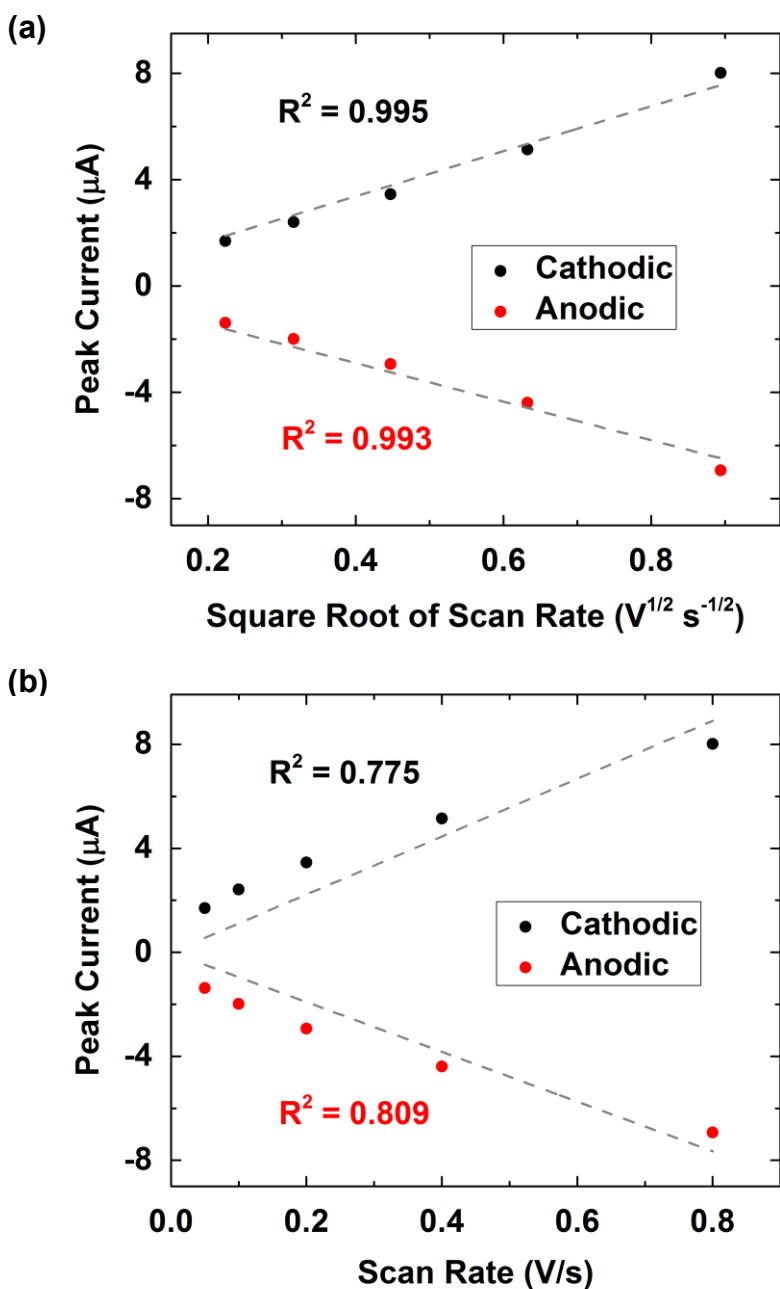 (a)
8
4
0
-4
-8
Peak Current (μA)
R² = 0.995
Cathodic
Anodic
R² = 0.993
0.2 0.4 0.6 0.8
Square Root of Scan Rate (V^1/2 s^-1/2)
(b)
8
4
0
-4
-8
Peak Current (μA)
R² = 0.775
Cathodic
Anodic
R² = 0.809
0.0 0.2 0.4 0.6 0.8
Scan Rate (V/s)